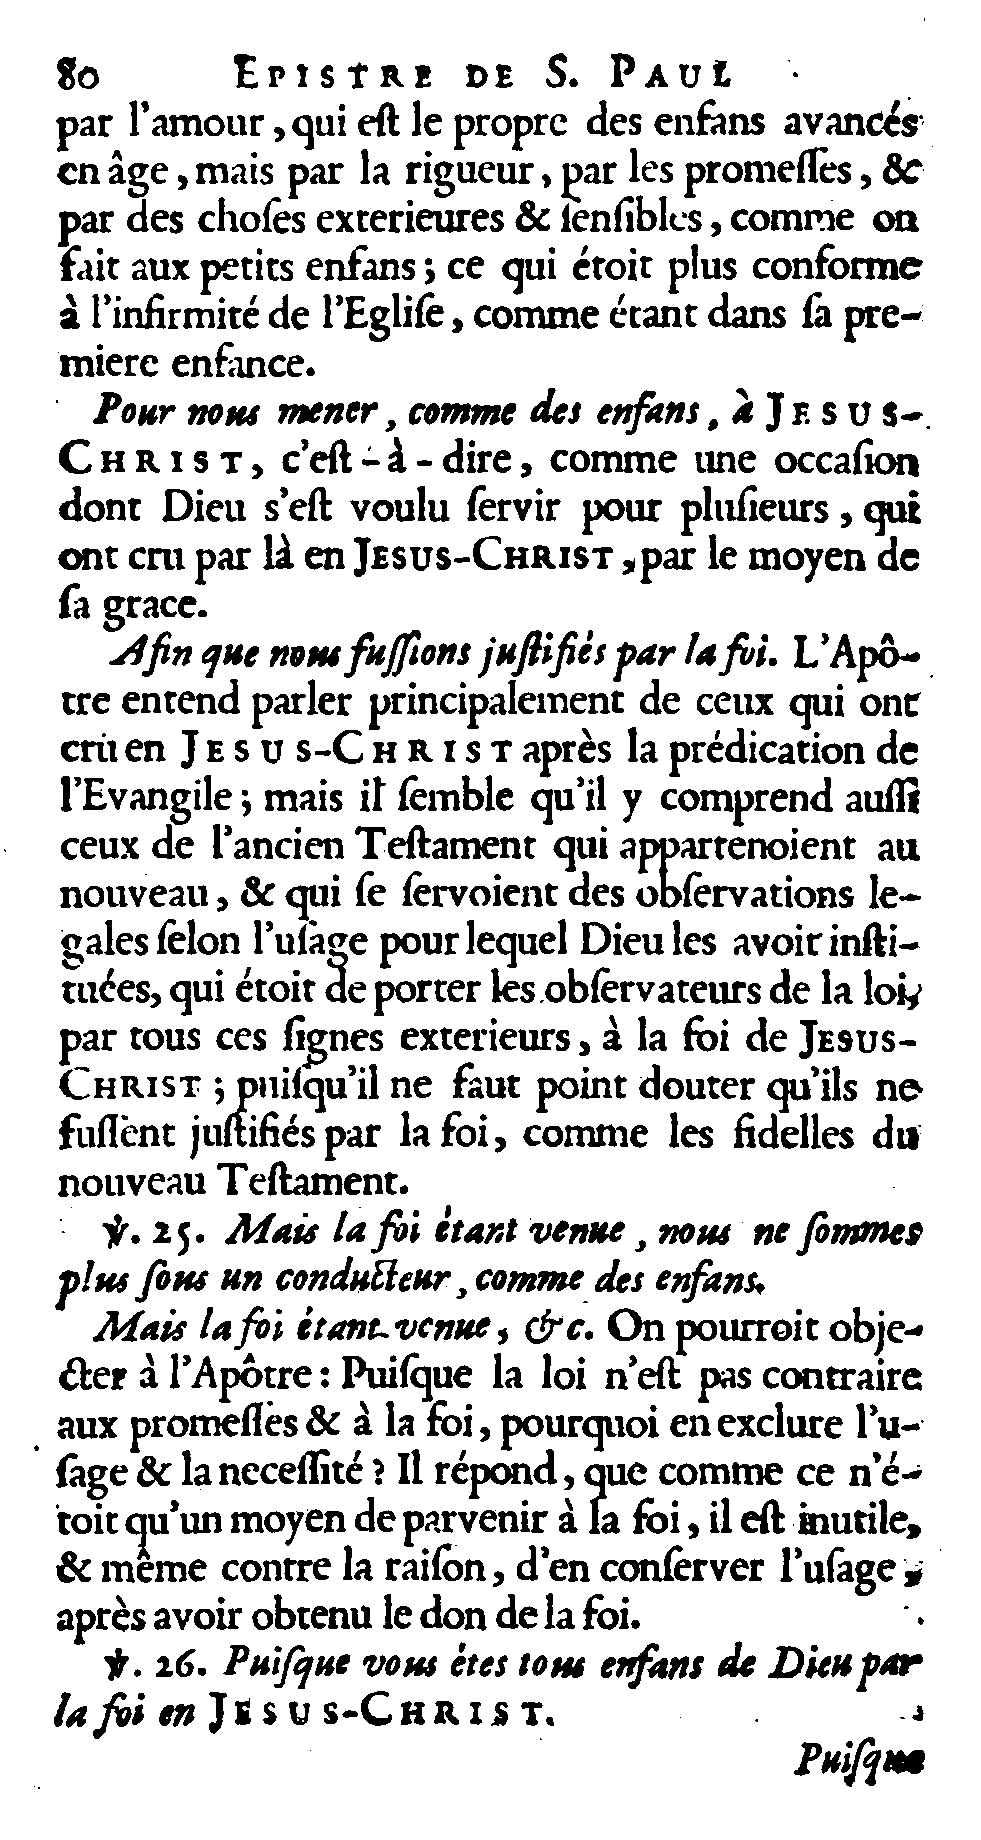 80 EPISTRE DE S. PAUL
par l'amour, qui eſt le propre des enfans avancés
en âge, mais par la rigueur, par les promeſſes, &
par des choſes exterieures & ſenſibles, comme on
fait aux petits enfans; ce qui étoit plus conforme
à l'infirmité de l'Egliſe, comme étant dans ſa pre-
miere enfance.
Pour nous mener, comme des enfans, à JESUS-
CHRIST, c'eſt-à-dire, comme une occaſion
dont Dieu s'eſt voulu ſervir pour pluſieurs, qui
ont cru par là en JESUS-CHRIST, par le moyen de
ſa grace.
Afin que nous fuſſions juſtifiés par la foi. L'Apô-
tre entend parler principalement de ceux qui ont
crû en JESUS-CHRIST après la prédication de
l'Evangile; mais il ſemble qu'il y comprend auſſi
ceux de l'ancien Teſtament qui appartenoient au
nouveau, & qui ſe ſervoient des obſervations le-
gales ſelon l'uſage pour lequel Dieu les avoit inſti-
tuées, qui étoit de porter les obſervateurs de la loi,
par tous ces ſignes exterieurs, à la foi de JESUS-
CHRIST; puiſqu'il ne faut point douter qu'ils ne
fuſſent juſtifiés par la foi, comme les fidelles du
nouveau Teſtament.
℣. 25. Mais la foi étant venue, nous ne ſommes
plus ſous un conducteur, comme des enfans.
Mais la foi étant venue, &c. On pourroit obje-
cter à l'Apôtre: Puiſque la loi n'eſt pas contraire
aux promeſſes & à la foi, pourquoi en exclure l'u-
ſage & la neceſſité? Il répond, que comme ce n'é-
toit qu'un moyen de parvenir à la foi, il eſt inutile,
& même contre la raiſon, d'en conſerver l'uſage,
après avoir obtenu le don de la foi.
℣. 26. Puiſque vous étes tous enfans de Dieu par
la foi en JESUS-CHRIST.
Puiſque